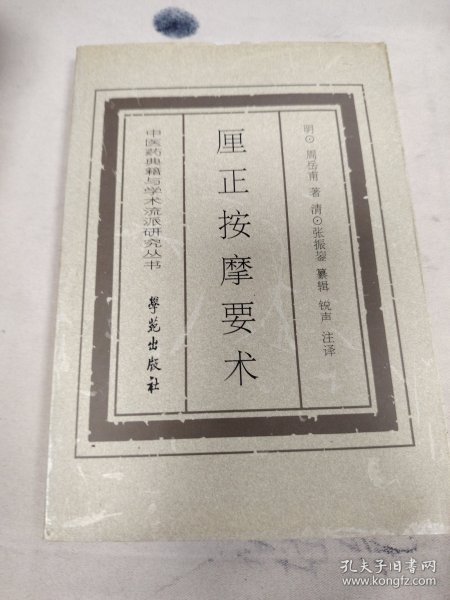 明⊙周岳甫 著 清⊙张振鋆 纂辑 锐声 注译
厘正按摩要术
中医药典籍与学术流派研究丛书
學苑出版社
孔夫子旧书网
www.kongfz.com